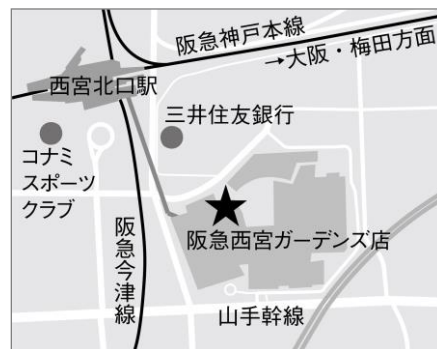 阪急神戸本線
→大阪・梅田方面
西宮北口駅
三井住友銀行
コナミ
スポーツ
クラブ
阪急西宮ガーデンズ店
阪急今津線
山手幹線